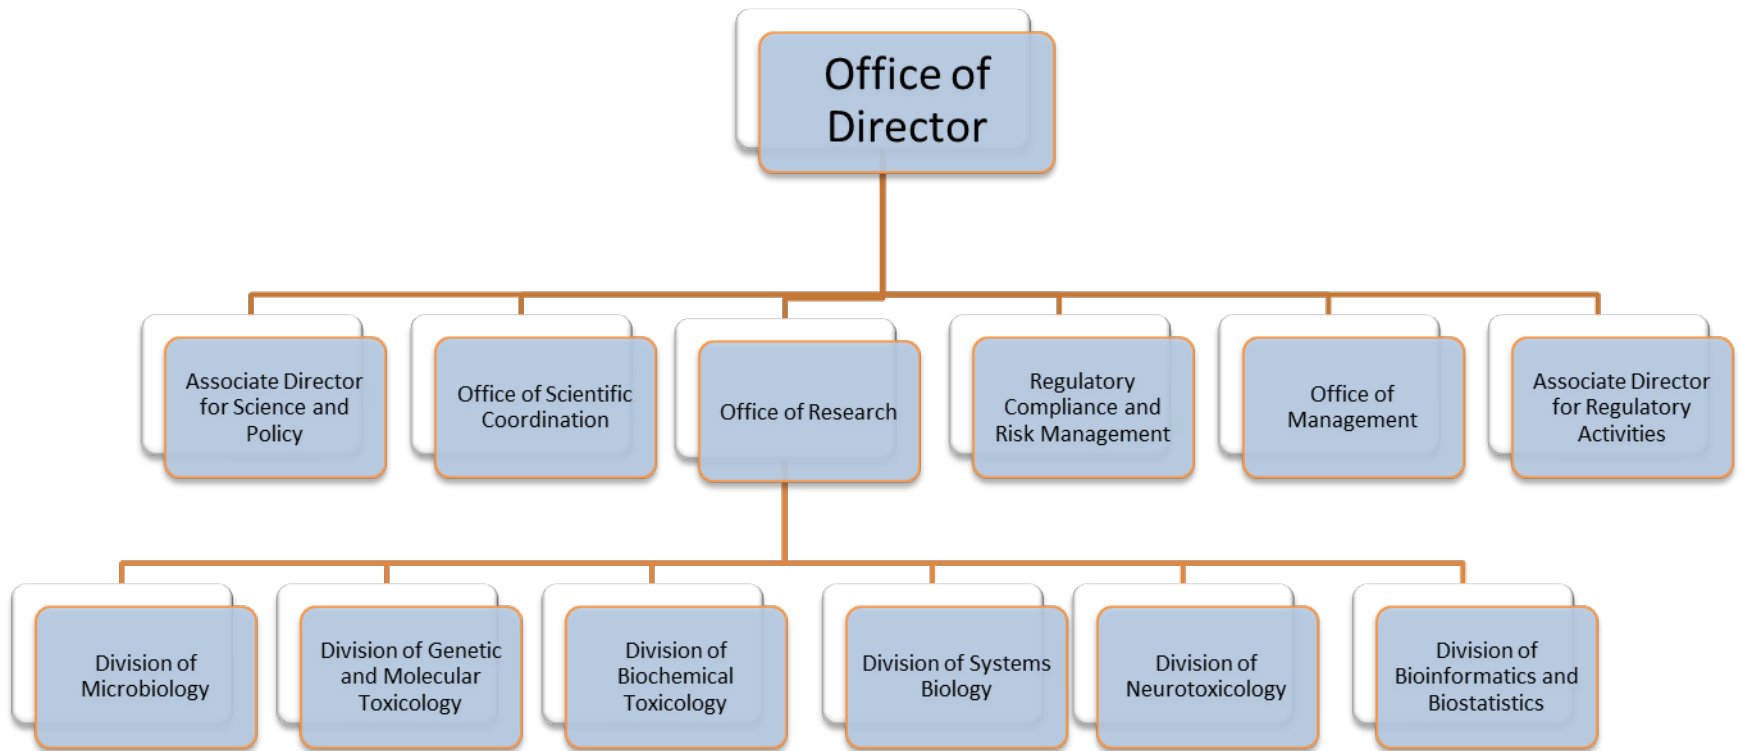 Office of
Director
Associate Director
for Science and
Policy
Office of Scientific
Coordination
Office of Research
Regulatory
Compliance and
Risk Management
Office of
Management
Associate Director
for Regulatory
Activities
Division of
Microbiology
Division of Genetic
and Molecular
Toxicology
Division of
Biochemical
Toxicology
Division of Systems
Biology
Division of
Neurotoxicology
Division of
Bioinformatics and
Biostatistics